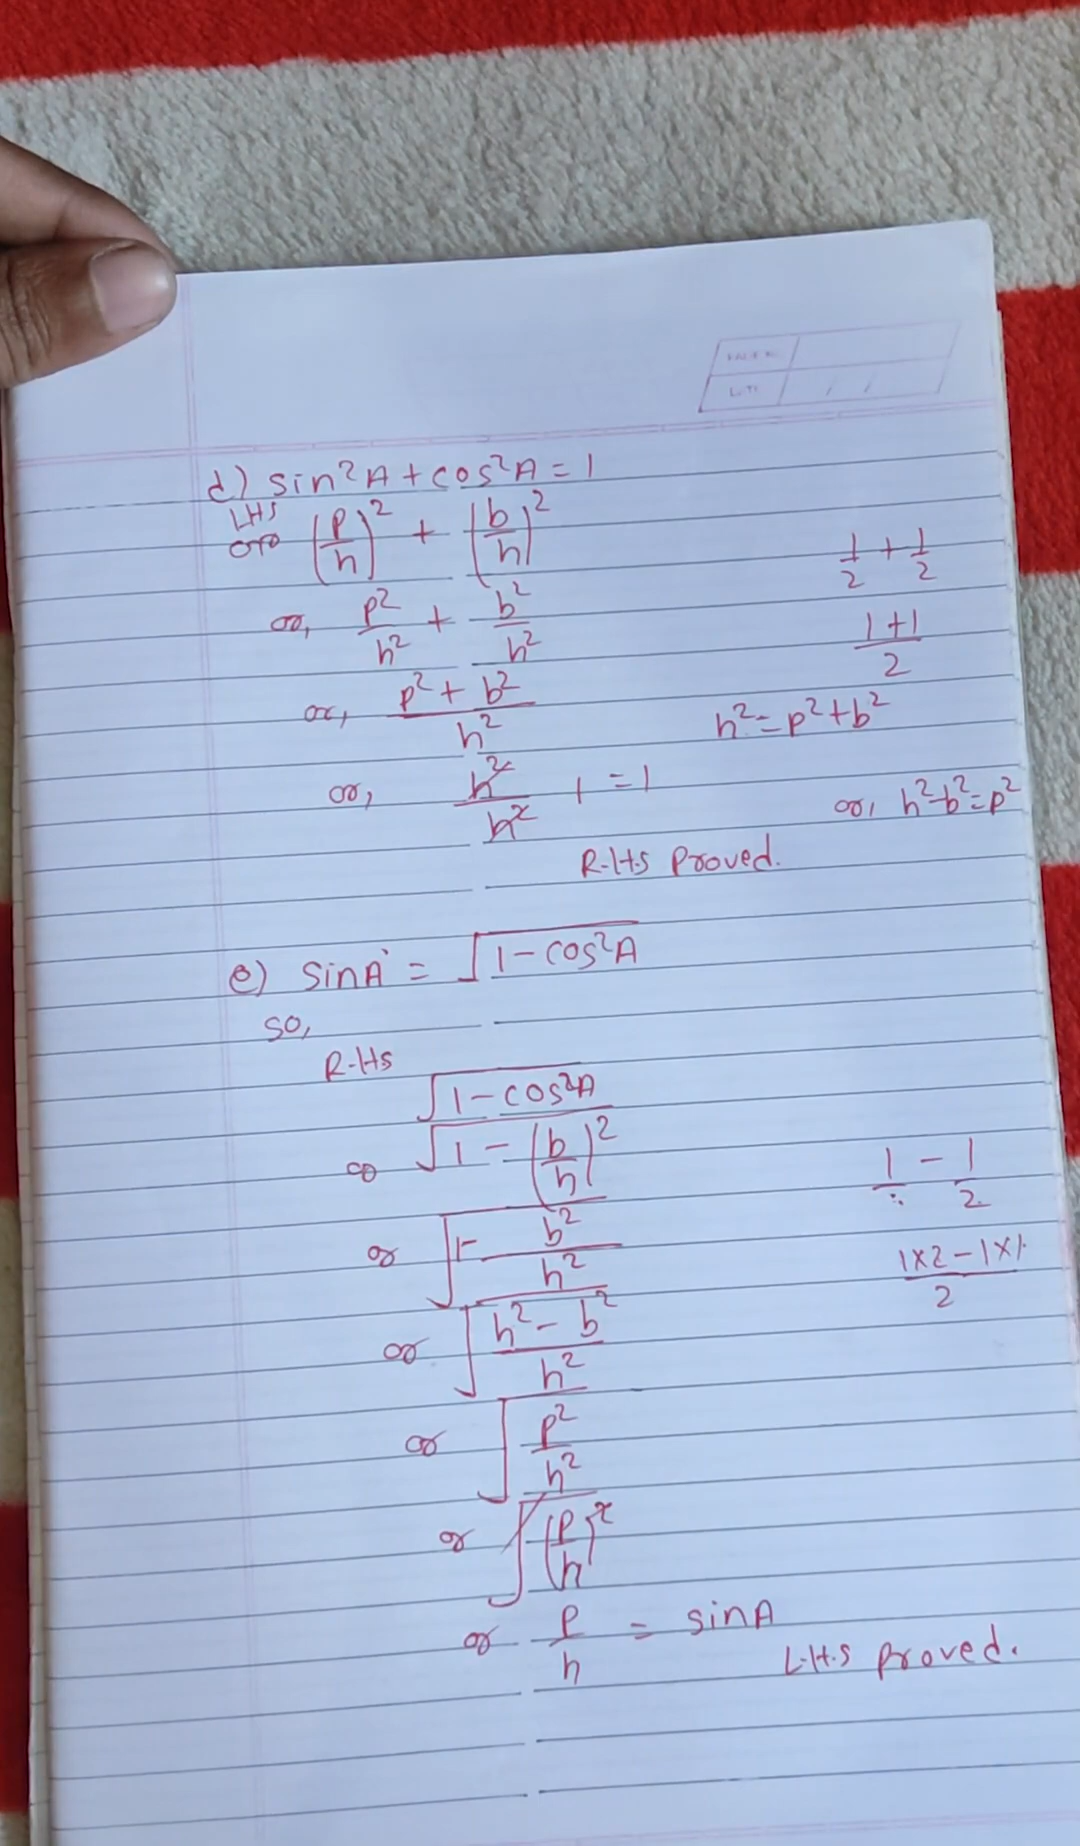 d) sin²A + cos²A = 1
LHS
(p/h)² + (b/h)²
or, p²/h² + b²/h²
or, (p² + b²)/h²
or, h²/h² 1 = 1
R.H.S Proved.
1/2 + 1/2
(1+1)/2
h² = p² + b²
or, h² - b² = p²
e) sinA = √(1 - cos²A)
so,
R.H.S
√(1 - cos²A)
or √(1 - (b/h)²)
or √(1 - b²/h²)
or √((h² - b²)/h²)
or √(p²/h²)
or √((p/h)²)
or p/h = sinA
L.H.S proved.
1/ - 1/2
(1×2 - 1×1)/2